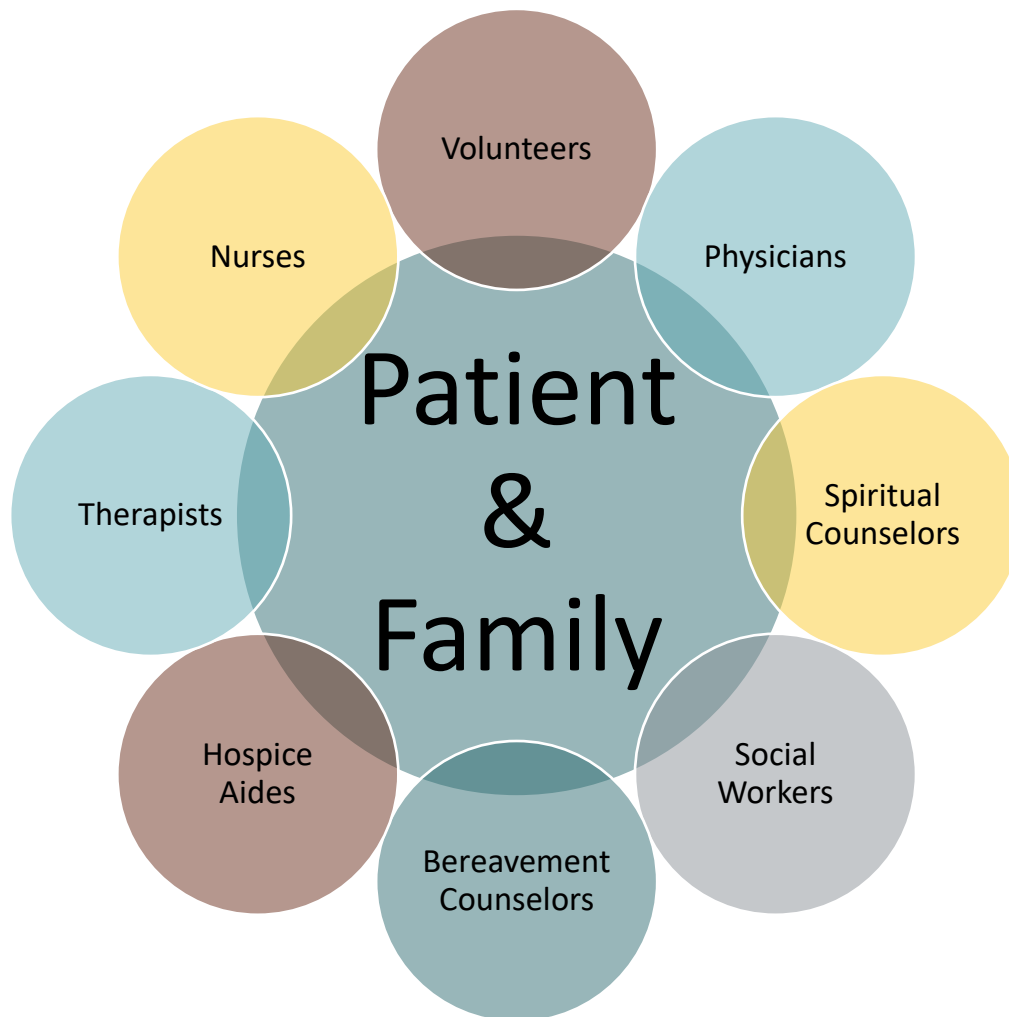 Volunteers
Physicians
Spiritual
Counselors
Social
Workers
Bereavement
Counselors
Hospice
Aides
Therapists
Nurses
Patient
&
Family